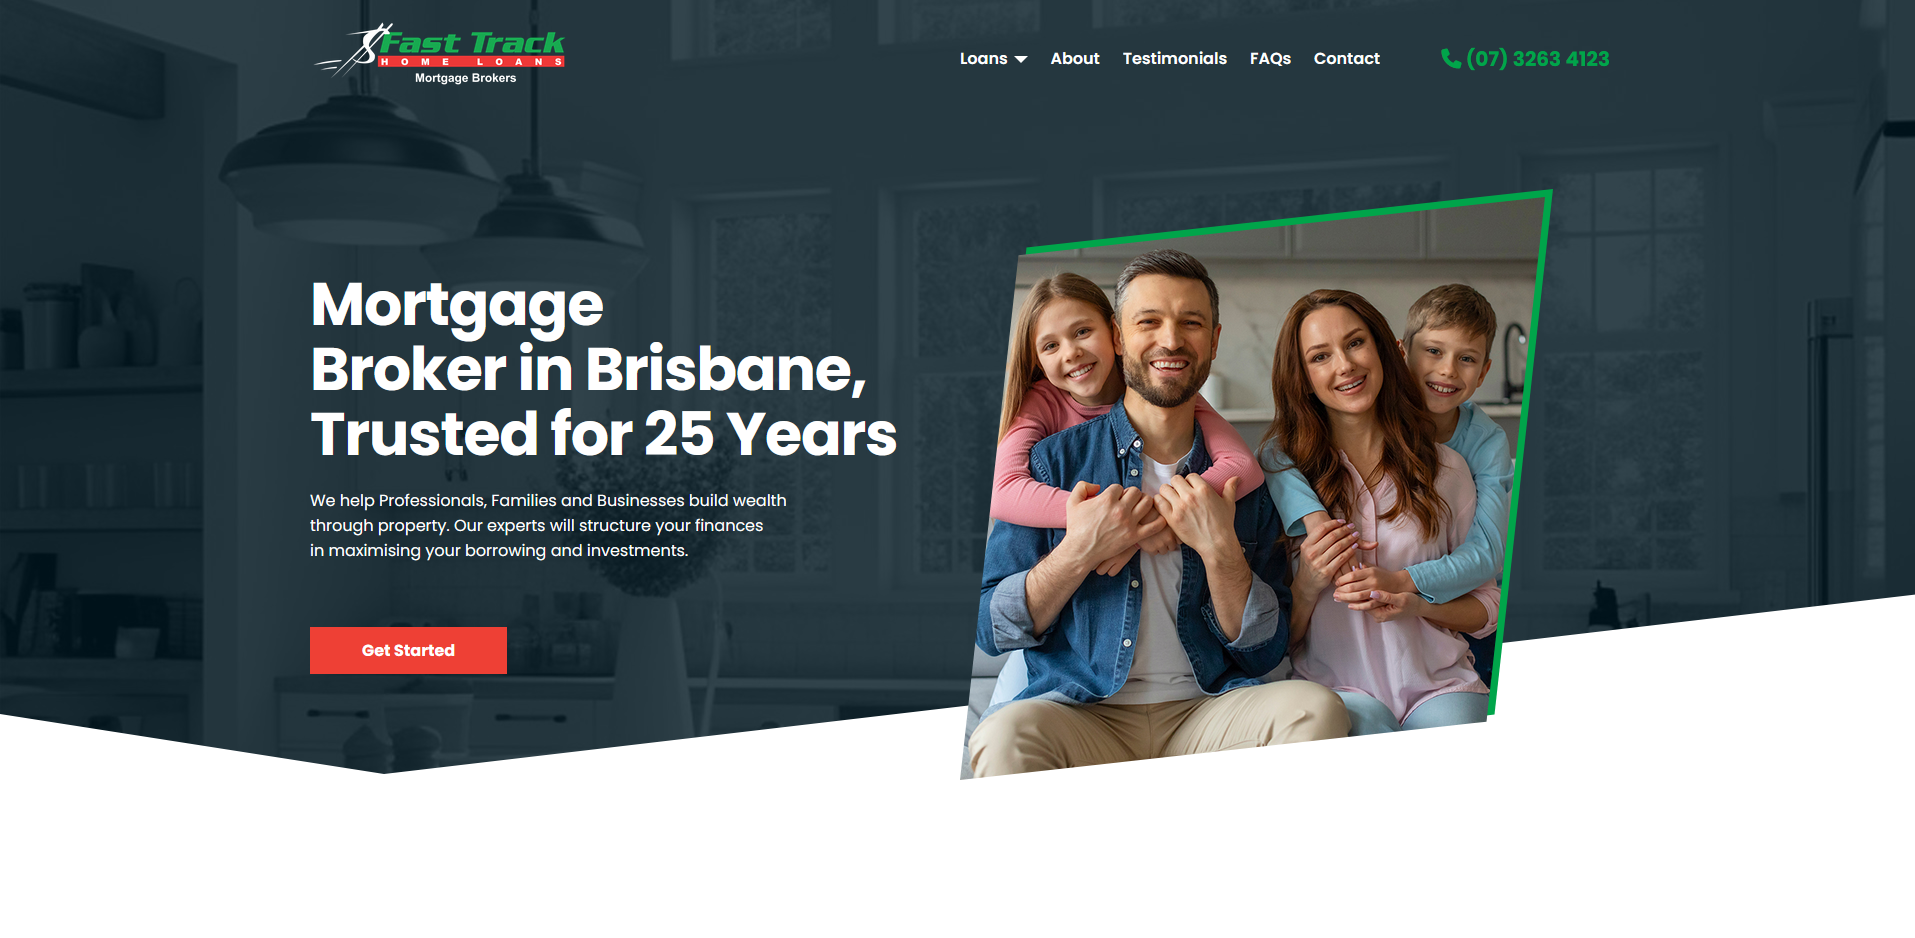 Fast Track
HOME LOANS
Mortgage Brokers
Loans
About
Testimonials
FAQs
Contact
(07) 3263 4123
Mortgage
Broker in Brisbane,
Trusted for 25 Years
We help Professionals, Families and Businesses build wealth
through property. Our experts will structure your finances
in maximising your borrowing and investments.
Get Started